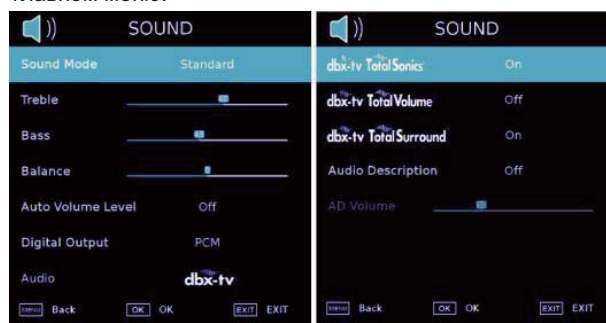 SOUND
Sound Mode Standard
Treble
Bass
Balance
Auto Volume Level Off
Digital Output PCM
Audio dbx-tv
MENU Back OK OK EXIT EXIT
SOUND
dbx-tv Total Sonics On
dbx-tv Total Volume Off
dbx-tv Total Surround On
Audio Description Off
AD Volume
MENU Back OK OK EXIT EXIT